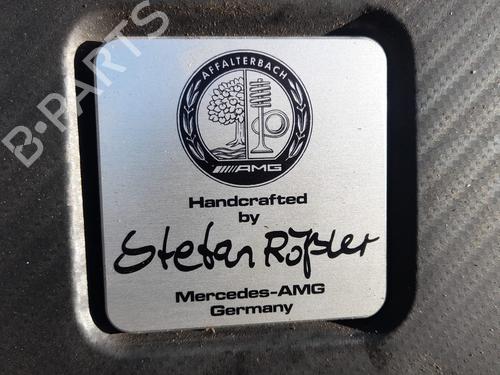 B-PARTS
AFFALTERBACH
AMG
Handcrafted
by
Stefan Rößler
Mercedes-AMG
Germany